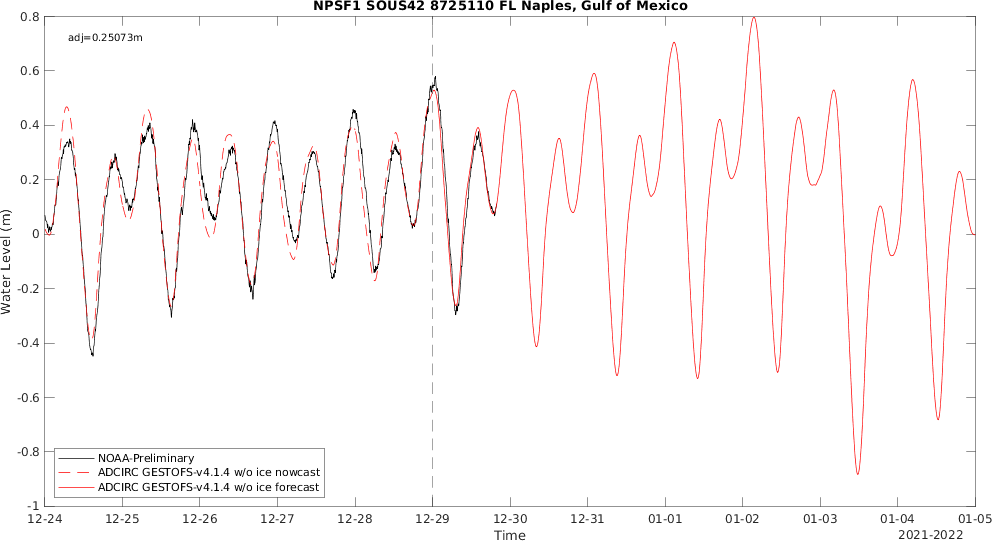 NPSF1 SOUS42 8725110 FL Naples, Gulf of Mexico
adj=0.25073m
0.8
0.6
0.4
0.2
0
-0.2
-0.4
-0.6
-0.8
-1
Water Level (m)
NOAA-Preliminary
ADCIRC GESTOFS-v4.1.4 w/o ice nowcast
ADCIRC GESTOFS-v4.1.4 w/o ice forecast
12-24 12-25 12-26 12-27 12-28 12-29 12-30 12-31 01-01 01-02 01-03 01-04 01-05
Time
2021-2022